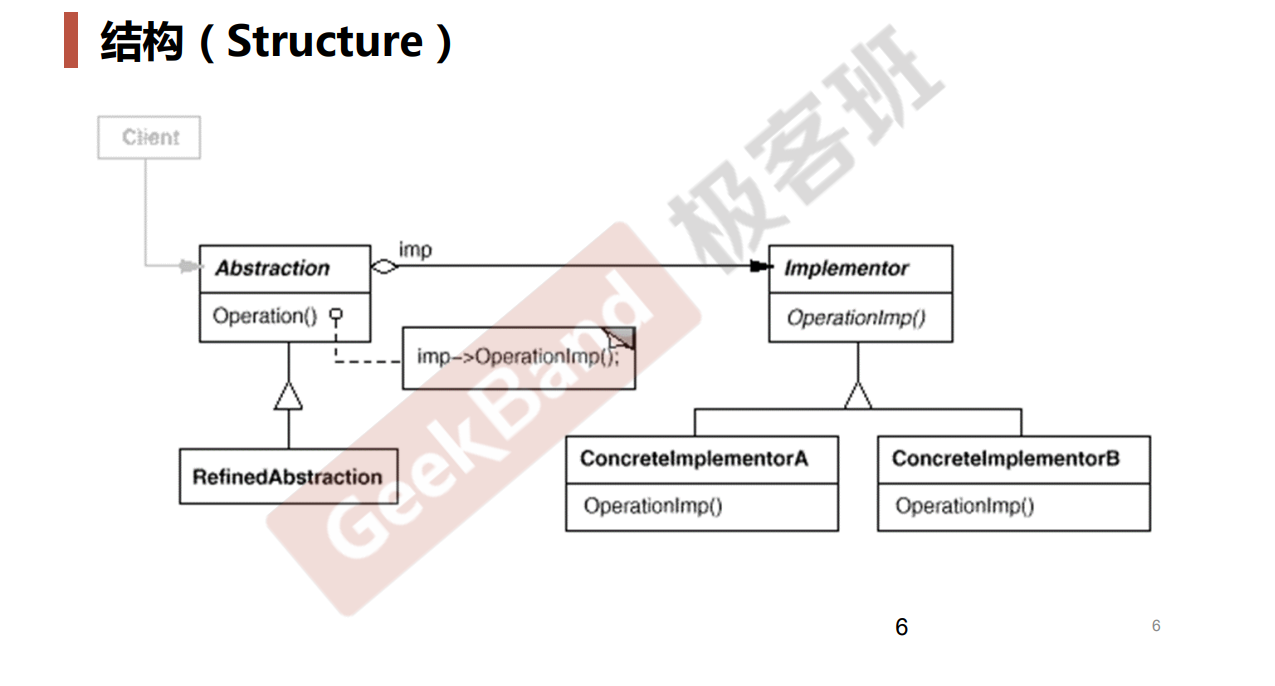 结构（Structure）
Client
Abstraction
imp
Implementor
Operation()
OperationImp()
imp–>OperationImp();
RefinedAbstraction
ConcreteImplementorA
ConcreteImplementorB
OperationImp()
OperationImp()
GeekBand 极客班
6
6